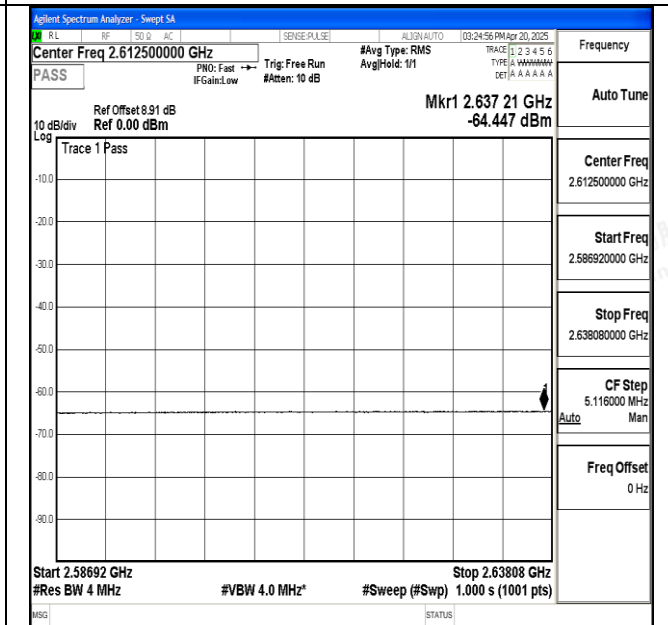 Agilent Spectrum Analyzer - Swept SA
RL RF 50 Ω AC SENSE:PULSE ALIGN AUTO 03:24:56 PM Apr 20, 2025
Center Freq 2.612500000 GHz
PASS
PNO: Fast
IFGain:Low
Trig: Free Run
#Atten: 10 dB
#Avg Type: RMS
Avg|Hold: 1/1
TRACE 1 2 3 4 5 6
TYPE A WWWWW
DET A A A A A A
Mkr1 2.637 21 GHz
-64.447 dBm
Ref Offset 8.91 dB
10 dB/div Ref 0.00 dBm
Log
Trace 1 Pass
-10.0
-20.0
-30.0
-40.0
-50.0
-60.0
-70.0
-80.0
-90.0
1
Start 2.58692 GHz Stop 2.63808 GHz
#Res BW 4 MHz #VBW 4.0 MHz* #Sweep (#Swp) 1.000 s (1001 pts)
MSG STATUS
Frequency
Auto Tune
Center Freq
2.612500000 GHz
Start Freq
2.586920000 GHz
Stop Freq
2.638080000 GHz
CF Step
5.116000 MHz
Auto Man
Freq Offset
0 Hz